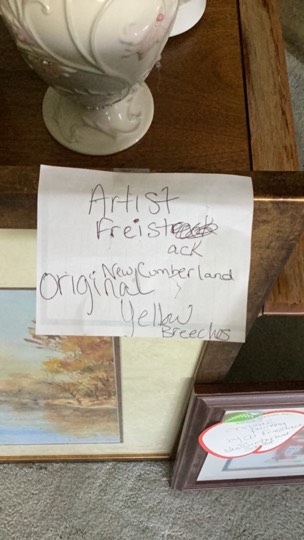 Artist
Freist
ack
New Cumberland
Original
Yellow
Breeches